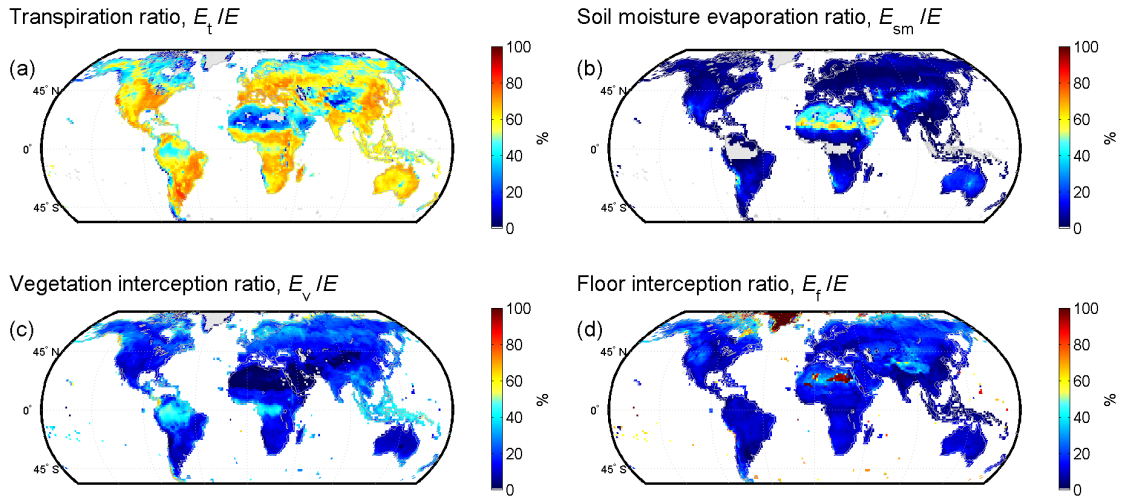 Transpiration ratio, Et /E
Soil moisture evaporation ratio, Esm/E
(a)
45° N
0°
45° S
100
80
60
40
20
0
%
(b)
45° N
0°
45° S
100
80
60
40
20
0
%
Vegetation interception ratio, Ev/E
Floor interception ratio, Ef /E
(c)
45° N
0°
45° S
100
80
60
40
20
0
%
(d)
45° N
0°
45° S
100
80
60
40
20
0
%